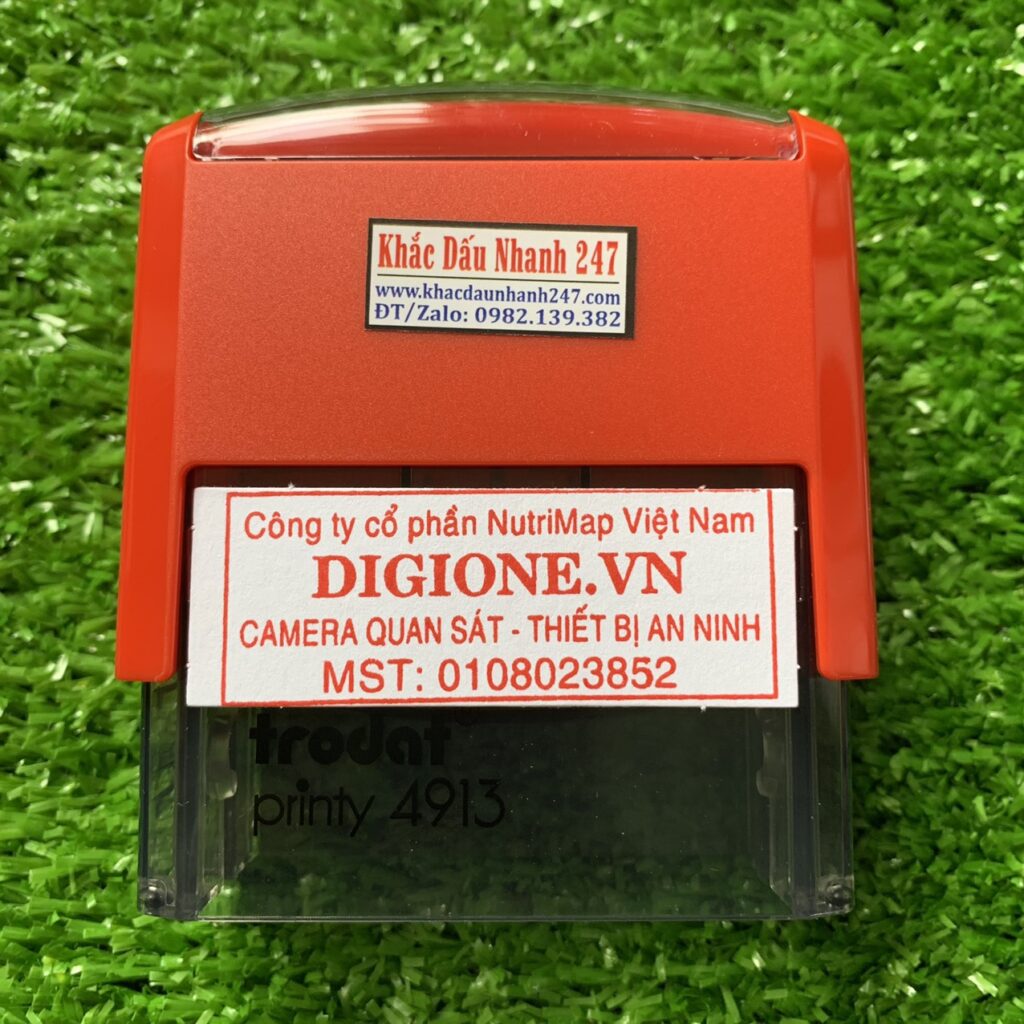 Khắc Dấu Nhanh 247
www.khacdaunhanh247.com
ĐT/Zalo: 0982.139.382
Công ty cổ phần NutriMap Việt Nam
DIGIONE.VN
CAMERA QUAN SÁT - THIẾT BỊ AN NINH
MST: 0108023852
trodat
printy 4913